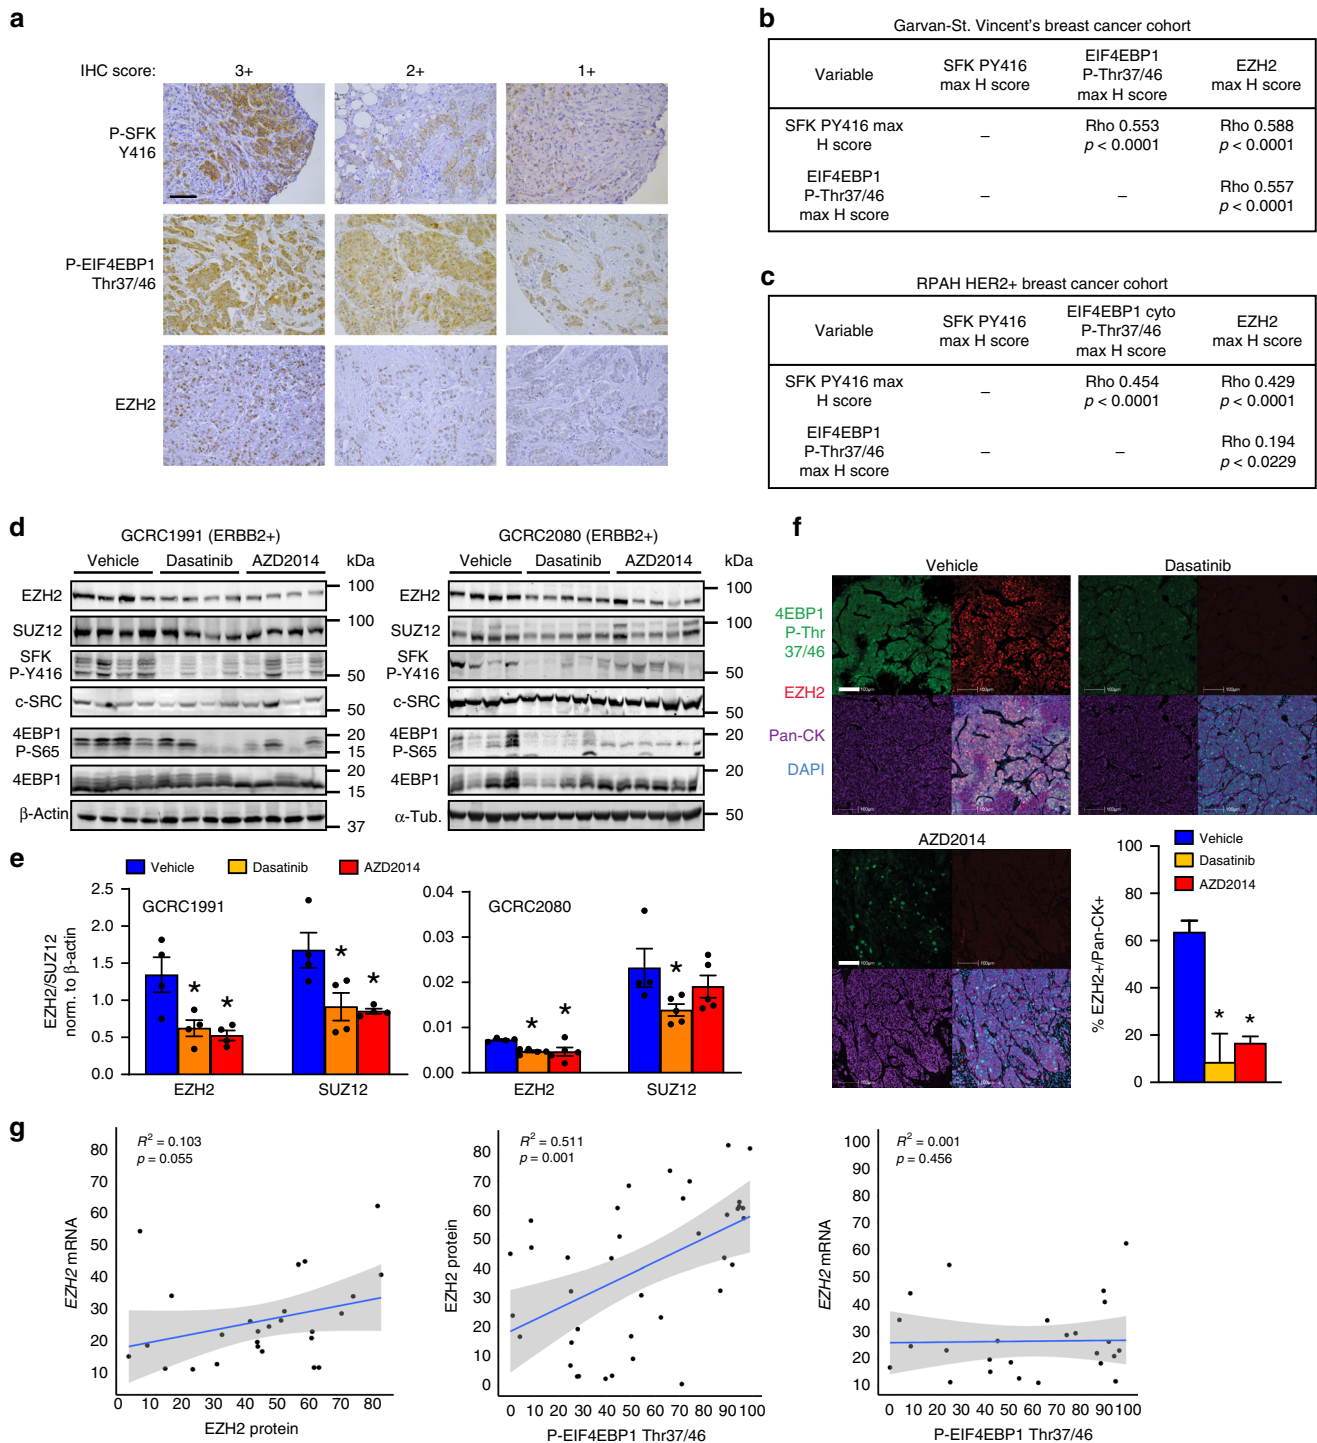 a
IHC score:
3+
2+
1+
P-SFK
Y416
P-EIF4EBP1
Thr37/46
EZH2
b
Garvan-St. Vincent's breast cancer cohort
Variable
SFK PY416
max H score
EIF4EBP1
P-Thr37/46
max H score
EZH2
max H score
SFK PY416 max
H score
–
Rho 0.553
p < 0.0001
Rho 0.588
p < 0.0001
EIF4EBP1
P-Thr37/46
max H score
–
–
Rho 0.557
p < 0.0001
c
RPAH HER2+ breast cancer cohort
Variable
SFK PY416
max H score
EIF4EBP1 cyto
P-Thr37/46
max H score
EZH2
max H score
SFK PY416 max
H score
–
Rho 0.454
p < 0.0001
Rho 0.429
p < 0.0001
EIF4EBP1
P-Thr37/46
max H score
–
–
Rho 0.194
p < 0.0229
d
GCRC1991 (ERBB2+)
Vehicle Dasatinib AZD2014 kDa
EZH2
100
SUZ12
100
SFK
P-Y416
50
c-SRC
50
4EBP1
P-S65
20
15
4EBP1
20
15
β-Actin
37
GCRC2080 (ERBB2+)
Vehicle Dasatinib AZD2014 kDa
EZH2
100
SUZ12
100
SFK
P-Y416
50
c-SRC
50
4EBP1
P-S65
20
15
4EBP1
20
α-Tub.
50
e
Vehicle Dasatinib AZD2014
EZH2/SUZ12
norm. to β-actin
2.5
2.0
1.5
1.0
0.5
0.0
GCRC1991
* * * *
EZH2 SUZ12
0.04
0.03
0.02
0.01
0.00
GCRC2080
* * *
EZH2 SUZ12
f
Vehicle
Dasatinib
4EBP1
P-Thr
37/46
EZH2
Pan-CK
DAPI
100μm 100μm 100μm 100μm
100μm 100μm 100μm 100μm
AZD2014
100μm 100μm
100μm 100μm
Vehicle
Dasatinib
AZD2014
% EZH2+/Pan-CK+
100
80
60
40
20
0
* *
g
R² = 0.103
p = 0.055
EZH2 mRNA
80
70
60
50
40
30
20
10
0 10 20 30 40 50 60 70 80
EZH2 protein
R² = 0.511
p = 0.001
EZH2 protein
80
70
60
50
40
30
20
10
0
0 10 20 30 40 50 60 70 80 90 100
P-EIF4EBP1 Thr37/46
R² = 0.001
p = 0.456
EZH2 mRNA
100
90
80
70
60
50
40
30
20
10
0 10 20 30 40 50 60 70 80 90 100
P-EIF4EBP1 Thr37/46